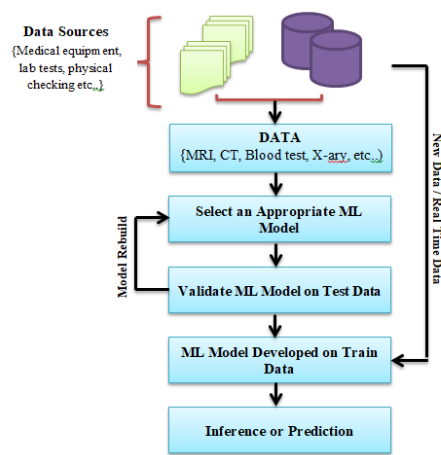 Data Sources
{Medical equipment,
lab tests, physical
checking etc,.}
DATA
{MRI, CT, Blood test, X-ary, etc..)
Select an Appropriate ML
Model
Validate ML Model on Test Data
ML Model Developed on Train
Data
Inference or Prediction
Model Rebuild
New Data / Real Time Data